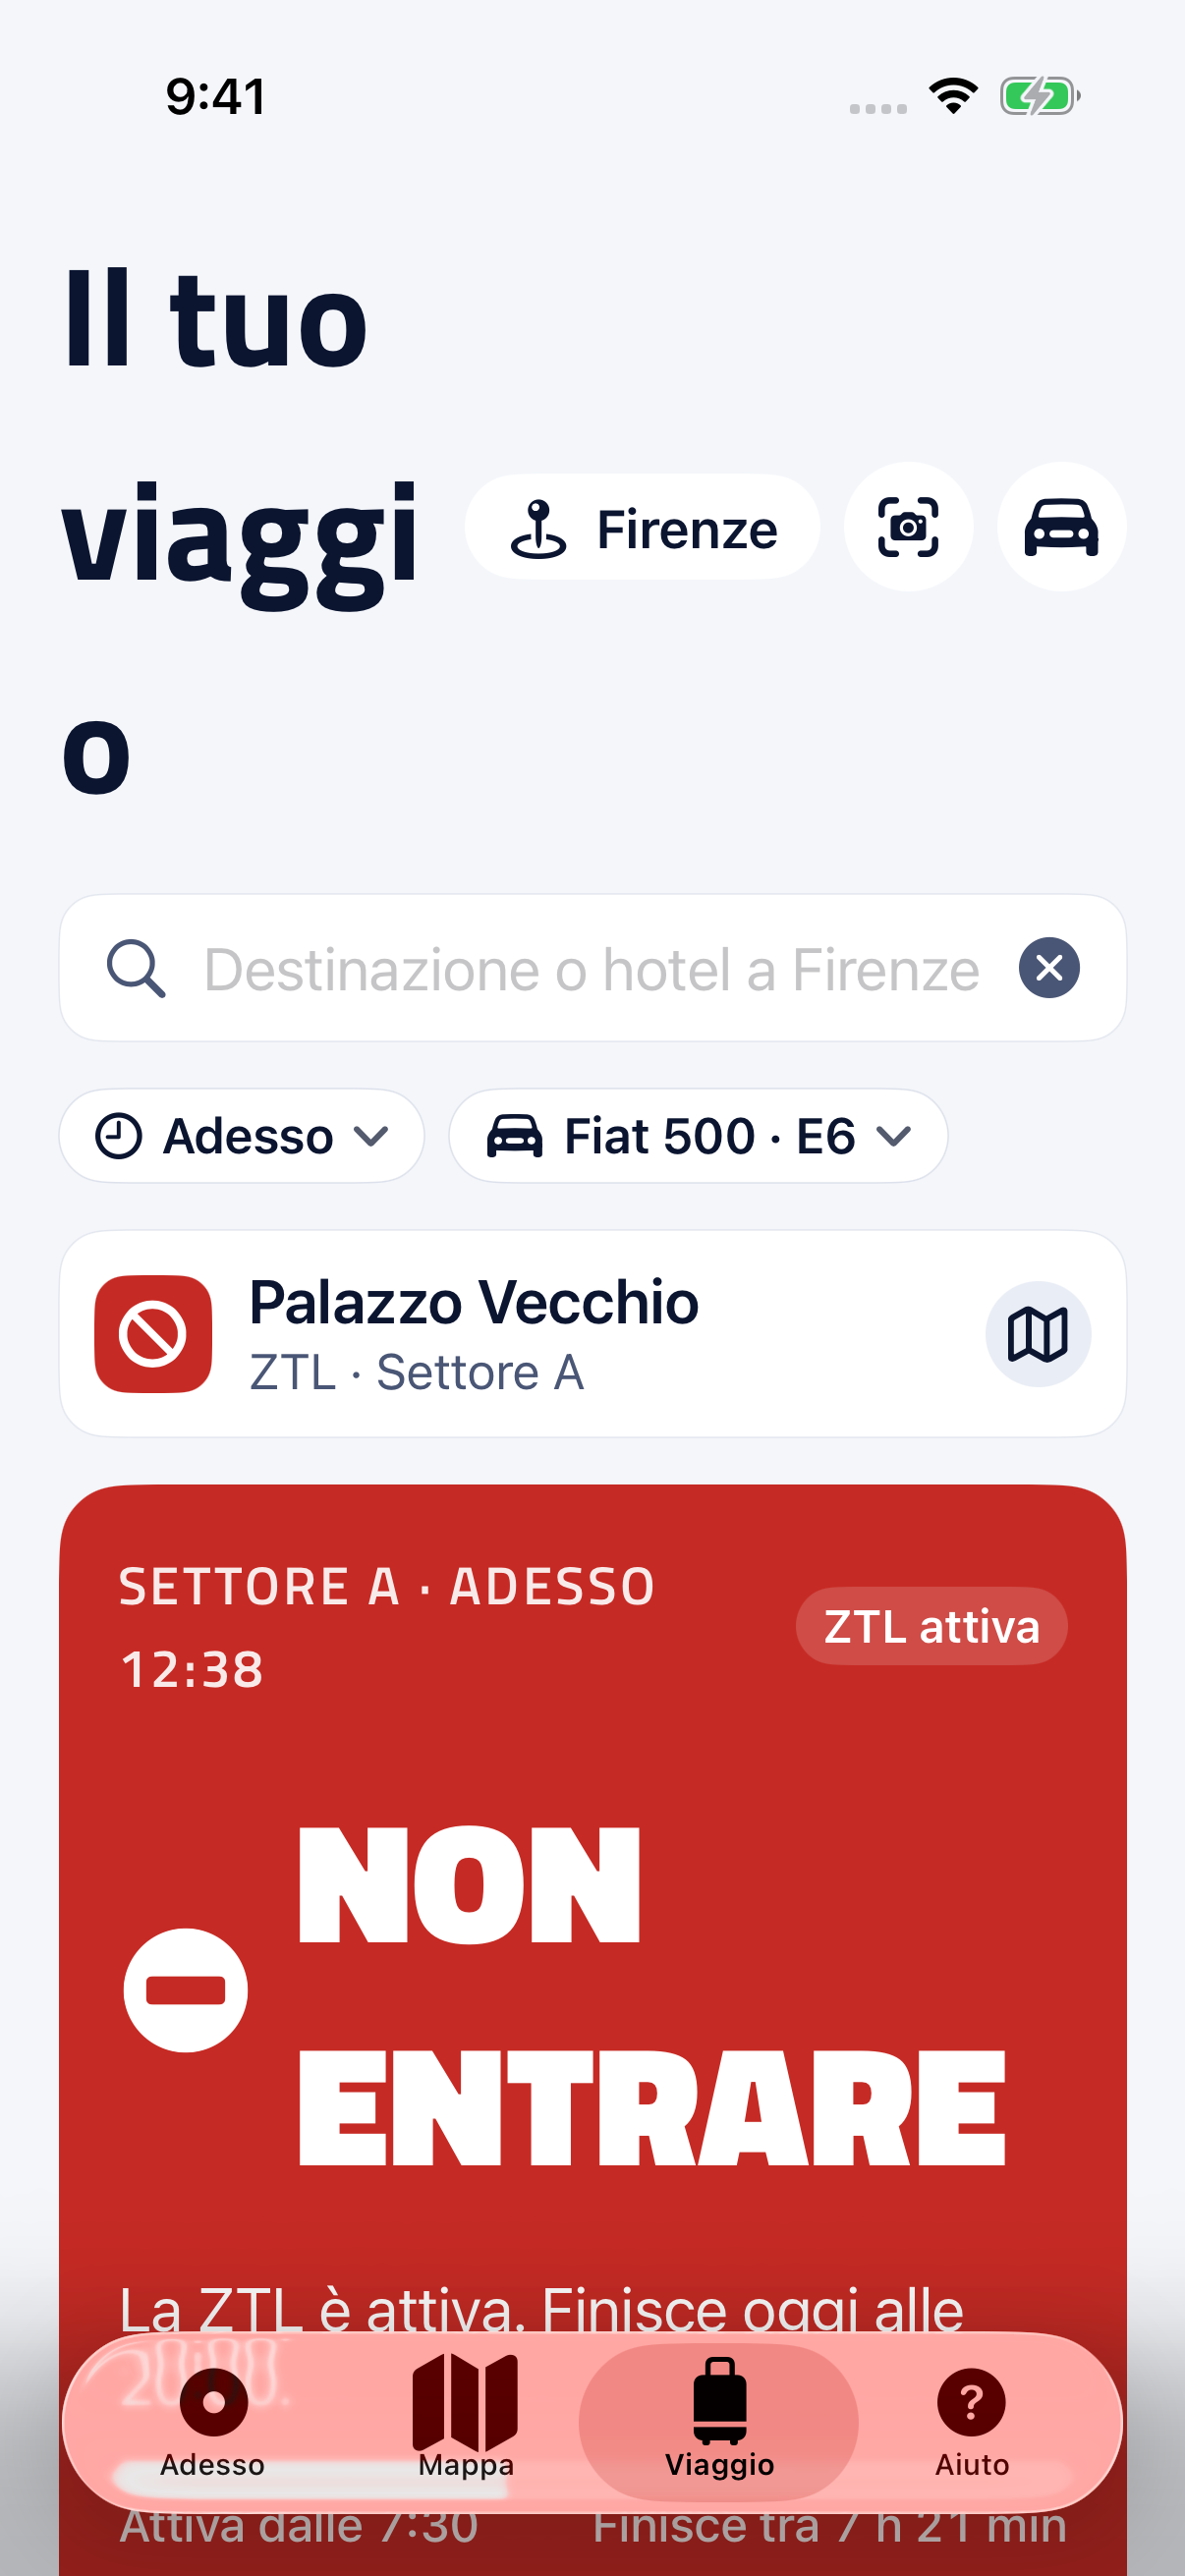 9:41
Il tuo
viaggi
o
Firenze
Destinazione o hotel a Firenze
Adesso
Fiat 500 · E6
Palazzo Vecchio
ZTL · Settore A
SETTORE A · ADESSO
12:38
ZTL attiva
NON
ENTRARE
La ZTL è attiva. Finisce oggi alle
20:00.
Adesso
Mappa
Viaggio
? Aiuto
Attiva dalle 7:30
Finisce tra 7 h 21 min